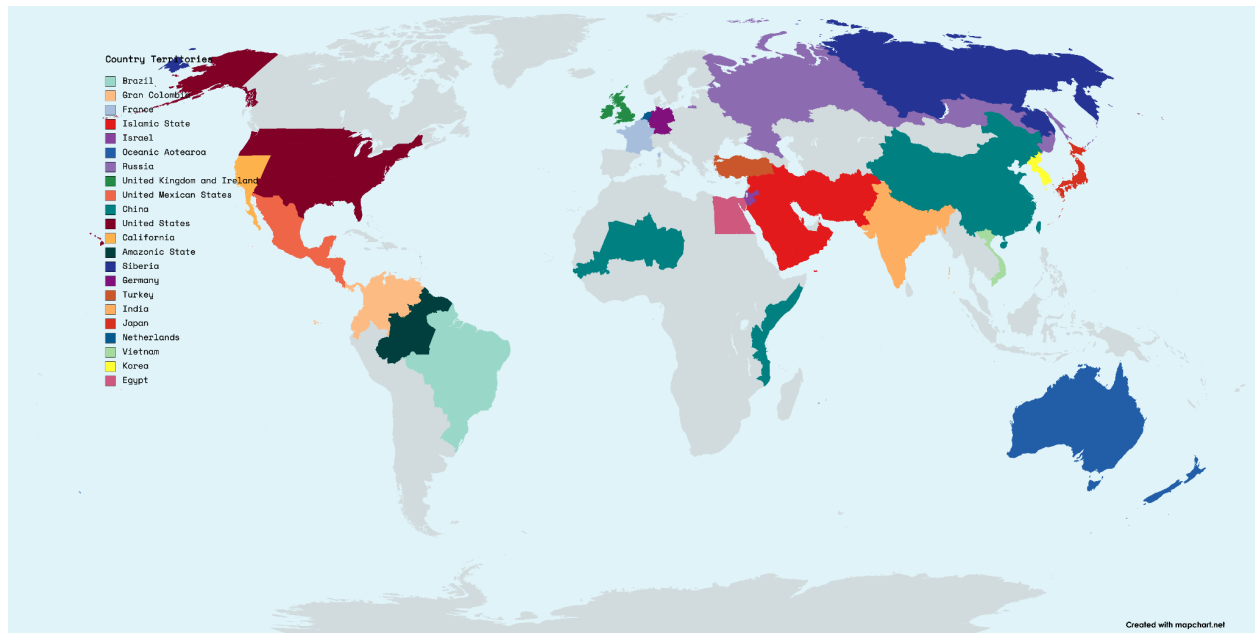 Country Territories
Brazil
Gran Colombia
France
Islamic State
Israel
Oceanic Aotearoa
Russia
United Kingdom and Ireland
United Mexican States
China
United States
California
Amazonic State
Siberia
Germany
Turkey
India
Japan
Netherlands
Vietnam
Korea
Egypt
Created with mapchart.net